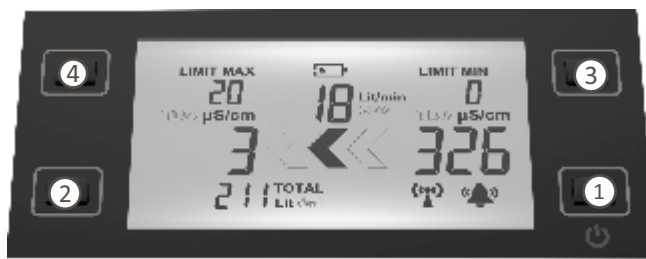 4
3
LIMIT MAX
20
µS/cm
18 Lit/min
LIMIT MIN
0
µS/cm
3
326
211 TOTAL
Lit
2
1